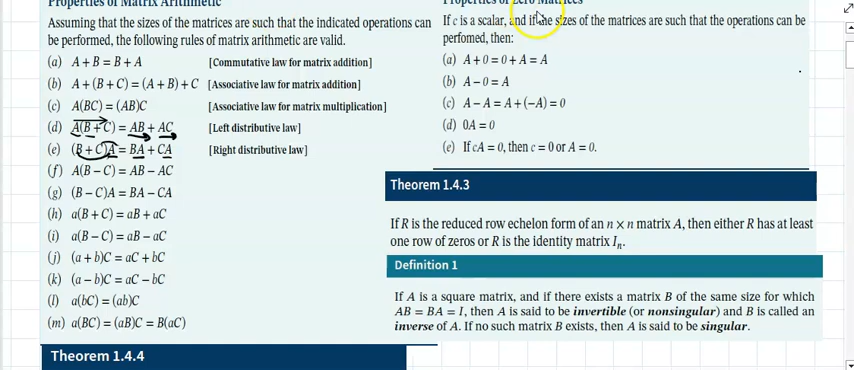 Properties of Matrix Arithmetic
Assuming that the sizes of the matrices are such that the indicated operations can
be performed, the following rules of matrix arithmetic are valid.
(a) A + B = B + A [Commutative law for matrix addition]
(b) A + (B + C) = (A + B) + C [Associative law for matrix addition]
(c) A(BC) = (AB)C [Associative law for matrix multiplication]
(d) A(B + C) = AB + AC [Left distributive law]
(e) (B + C)A = BA + CA [Right distributive law]
(f) A(B − C) = AB − AC
(g) (B − C)A = BA − CA
(h) a(B + C) = aB + aC
(i) a(B − C) = aB − aC
(j) (a + b)C = aC + bC
(k) (a − b)C = aC − bC
(l) a(bC) = (ab)C
(m) a(BC) = (aB)C = B(aC)
Theorem 1.4.4
Properties of Zero Matrices
If c is a scalar, and if the sizes of the matrices are such that the operations can be
perfomed, then:
(a) A + 0 = 0 + A = A
(b) A − 0 = A
(c) A − A = A + (−A) = 0
(d) 0A = 0
(e) If cA = 0, then c = 0 or A = 0.
Theorem 1.4.3
If R is the reduced row echelon form of an n × n matrix A, then either R has at least
one row of zeros or R is the identity matrix Iₙ.
Definition 1
If A is a square matrix, and if there exists a matrix B of the same size for which
AB = BA = I, then A is said to be invertible (or nonsingular) and B is called an
inverse of A. If no such matrix B exists, then A is said to be singular.